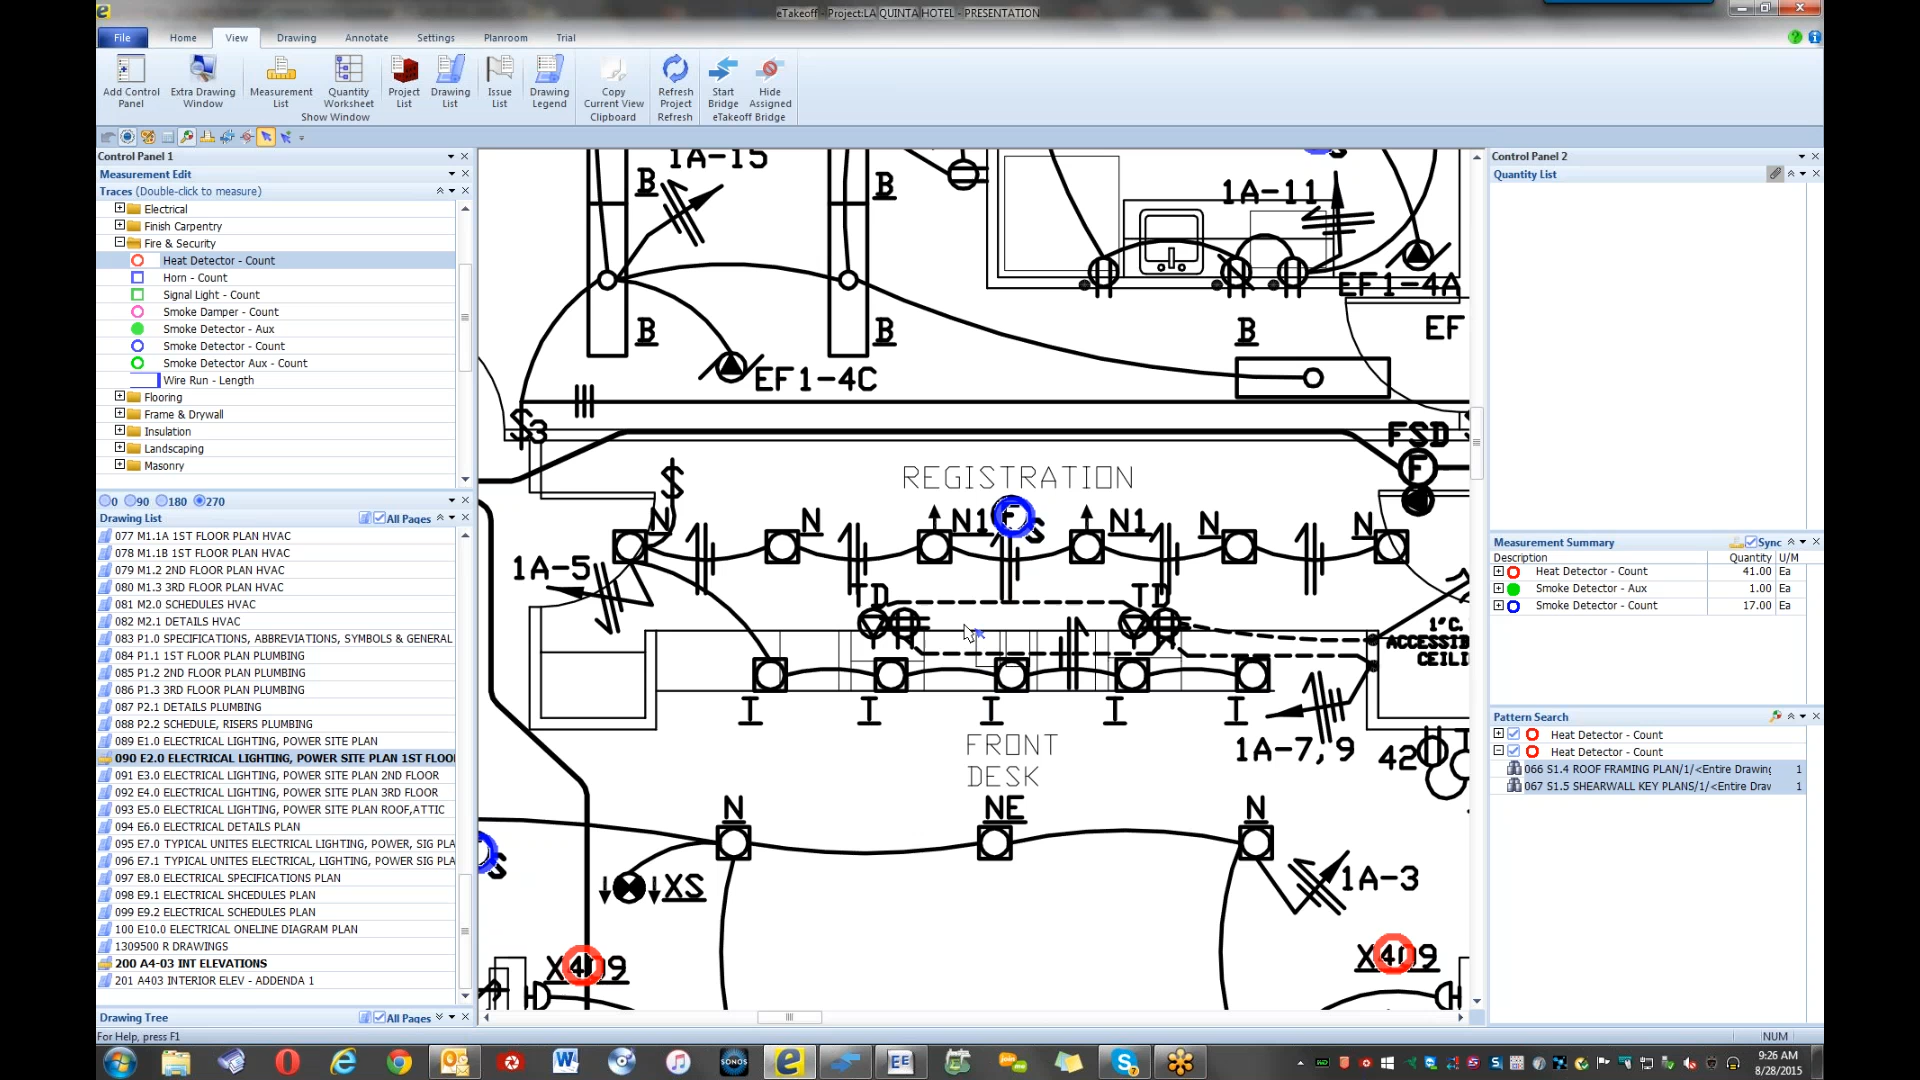 eTakeoff - Project:LA QUINTA HOTEL - PRESENTATION
File Home View Drawing Annotate Settings Planroom Trial
Add Control Panel
Extra Drawing Window
Measurement List
Quantity Worksheet
Project List
Drawing List
Issue List
Drawing Legend
Copy Current View
Refresh Project
Start Bridge
Hide Assigned
Show Window
Clipboard
Refresh
eTakeoff Bridge
Control Panel 1
Measurement Edit
Traces (Double-click to measure)
Electrical
Finish Carpentry
Fire & Security
Heat Detector - Count
Horn - Count
Signal Light - Count
Smoke Damper - Count
Smoke Detector - Aux
Smoke Detector - Count
Smoke Detector Aux - Count
Wire Run - Length
Flooring
Frame & Drywall
Insulation
Landscaping
Masonry
0 90 180 270
Drawing List All Pages
077 M1.1A 1ST FLOOR PLAN HVAC
078 M1.1B 1ST FLOOR PLAN HVAC
079 M1.2 2ND FLOOR PLAN HVAC
080 M1.3 3RD FLOOR PLAN HVAC
081 M2.0 SCHEDULES HVAC
082 M2.1 DETAILS HVAC
083 P1.0 SPECIFICATIONS, ABBREVIATIONS, SYMBOLS & GENERAL
084 P1.1 1ST FLOOR PLAN PLUMBING
085 P1.2 2ND FLOOR PLAN PLUMBING
086 P1.3 3RD FLOOR PLAN PLUMBING
087 P2.1 DETAILS PLUMBING
088 P2.2 SCHEDULE, RISERS PLUMBING
089 E1.0 ELECTRICAL LIGHTING, POWER SITE PLAN
090 E2.0 ELECTRICAL LIGHTING, POWER SITE PLAN 1ST FLOO
091 E3.0 ELECTRICAL LIGHTING, POWER SITE PLAN 2ND FLOOR
092 E4.0 ELECTRICAL LIGHTING, POWER SITE PLAN 3RD FLOOR
093 E5.0 ELECTRICAL LIGHTING, POWER SITE PLAN ROOF,ATTIC
094 E6.0 ELECTRICAL DETAILS PLAN
095 E7.0 TYPICAL UNITES ELECTRICAL LIGHTING, POWER, SIG PLA
096 E7.1 TYPICAL UNITES ELECTRICAL, LIGHTING, POWER SIG PLA
097 E8.0 ELECTRICAL SPECIFICATIONS PLAN
098 E9.1 ELECTRICAL SHCEDULES PLAN
099 E9.2 ELECTRICAL SCHEDULES PLAN
100 E10.0 ELECTRICAL ONELINE DIAGRAM PLAN
1309500 R DRAWINGS
200 A4-03 INT ELEVATIONS
201 A403 INTERIOR ELEV - ADDENDA 1
Drawing Tree All Pages
For Help, press F1
1A-15
B B
1A-11
B B B
EF1-4A
EF
EF1-4C
$3
FSD
F
REGISTRATION
$
N N N1 F S N1 N N
1A-5
TD TD
1"C.
ACCESSIB
CEILI
I I I I I
FRONT
DESK
1A-7, 9
42
N NE N
S
XS
1A-3
X409 X409
Control Panel 2
Quantity List
Measurement Summary Sync
Description Quantity U/M
Heat Detector - Count 41.00 Ea
Smoke Detector - Aux 1.00 Ea
Smoke Detector - Count 17.00 Ea
Pattern Search
Heat Detector - Count
Heat Detector - Count
066 S1.4 ROOF FRAMING PLAN/1/<Entire Drawing 1
067 S1.5 SHEARWALL KEY PLANS/1/<Entire Draw 1
NUM
SONOS
EE
9:26 AM
8/28/2015